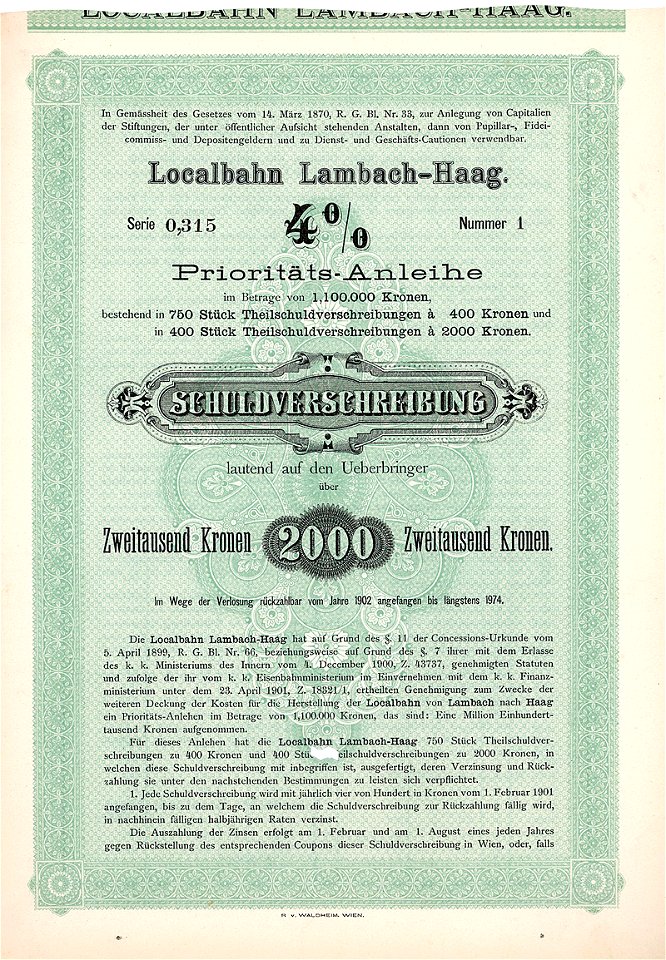 LOCALBAHN LAMBACH-HAAG.
In Gemässheit des Gesetzes vom 14. März 1870, R. G. Bl. Nr. 33, zur Anlegung von Capitalien
der Stiftungen, der unter öffentlicher Aufsicht stehenden Anstalten, dann von Pupillar-, Fidei-
commiss- und Depositengeldern und zu Dienst- und Geschäfts-Cautionen verwendbar.
Localbahn Lambach-Haag.
Serie 0,315 4% Nummer 1
Prioritäts-Anleihe
im Betrage von 1,100.000 Kronen,
bestehend in 750 Stück Theilschuldverschreibungen à 400 Kronen und
in 400 Stück Theilschuldverschreibungen à 2000 Kronen.
SCHULDVERSCHREIBUNG
lautend auf den Ueberbringer
über
Zweitausend Kronen 2000 Zweitausend Kronen.
Im Wege der Verlosung rückzahlbar vom Jahre 1902 angefangen bis längstens 1974.
Die Localbahn Lambach-Haag hat auf Grund des §. 11 der Concessions-Urkunde vom
5. April 1899, R. G. Bl. Nr. 66, beziehungsweise auf Grund des §. 7 ihrer mit dem Erlasse
des k. k. Ministeriums des Innern vom 4. December 1900, Z. 43737, genehmigten Statuten
und zufolge der ihr vom k. k. Eisenbahnministerium im Einvernehmen mit dem k. k. Finanz-
ministerium unter dem 23. April 1901, Z. 18321/1, ertheilten Genehmigung zum Zwecke der
weiteren Deckung der Kosten für die Herstellung der Localbahn von Lambach nach Haag
ein Prioritäts-Anlehen im Betrage von 1,100.000 Kronen, das sind: Eine Million Einhundert-
tausend Kronen aufgenommen.
Für dieses Anlehen hat die Localbahn Lambach-Haag 750 Stück Theilschuldver-
schreibungen zu 400 Kronen und 400 Stü eilschuldverschreibungen zu 2000 Kronen, in
welchen diese Schuldverschreibung mit inbegriffen ist, ausgefertigt, deren Verzinsung und Rück-
zahlung sie unter den nachstehenden Bestimmungen zu leisten sich verpflichtet.
1. Jede Schuldverschreibung wird mit jährlich vier von Hundert in Kronen vom 1. Februar 1901
angefangen, bis zu dem Tage, an welchem die Schuldverschreibung zur Rückzahlung fällig wird,
in nachhinein fälligen halbjährigen Raten verzinst.
Die Auszahlung der Zinsen erfolgt am 1. Februar und am 1. August eines jeden Jahres
gegen Rückstellung des entsprechenden Coupons dieser Schuldverschreibung in Wien, oder, falls
R. v. WALDHEIM, WIEN.